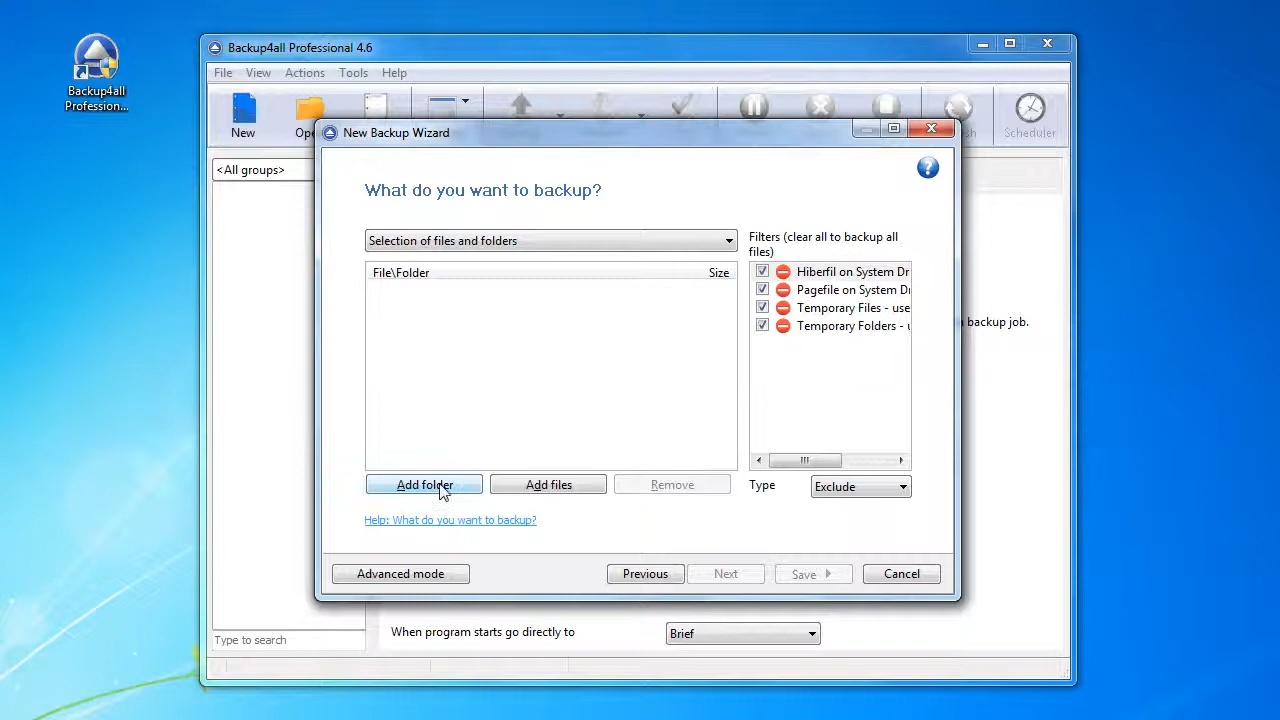 Backup4all
Profession...
Backup4all Professional 4.6
File View Actions Tools Help
New
Scheduler
New Backup Wizard
<All groups>
What do you want to backup?
Selection of files and folders
Filters (clear all to backup all
files)
File\Folder Size
Hiberfil on System
Pagefile on System
Temporary Files - use
Temporary Folders -
backup job.
Add folder Add files Remove
Type Exclude
Help: What do you want to backup?
Advanced mode Previous Next Save Cancel
Type to search
When program starts go directly to Brief